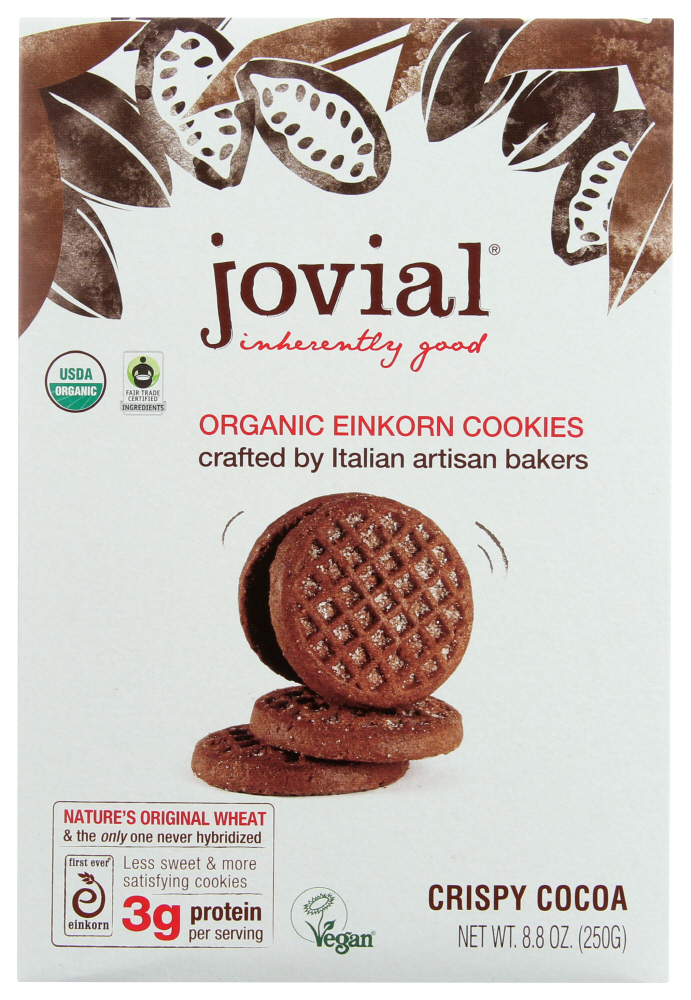 jovial®
inherently good
USDA
ORGANIC
FAIR TRADE
CERTIFIED
INGREDIENTS
ORGANIC EINKORN COOKIES
crafted by Italian artisan bakers
NATURE'S ORIGINAL WHEAT
& the only one never hybridized
first ever
einkorn
Less sweet & more
satisfying cookies
3g protein
per serving
Vegan
CRISPY COCOA
NET WT. 8.8 OZ. (250G)